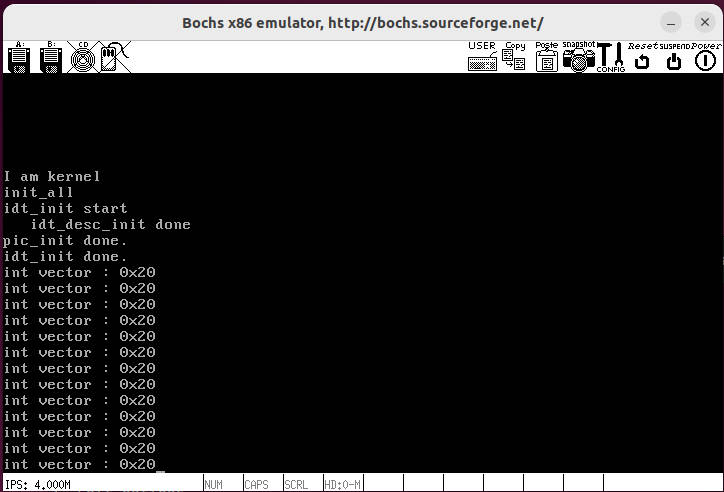 Bochs x86 emulator, http://bochs.sourceforge.net/
A: B: CD USER Copy Paste snapshot CONFIG Reset SUSPEND Power
I am kernel
init_all
idt_init start
idt_desc_init done
pic_init done.
idt_init done.
int vector : 0x20
int vector : 0x20
int vector : 0x20
int vector : 0x20
int vector : 0x20
int vector : 0x20
int vector : 0x20
int vector : 0x20
int vector : 0x20
int vector : 0x20
int vector : 0x20
int vector : 0x20
int vector : 0x20_
IPS: 4.000M NUM CAPS SCRL HD:0-M